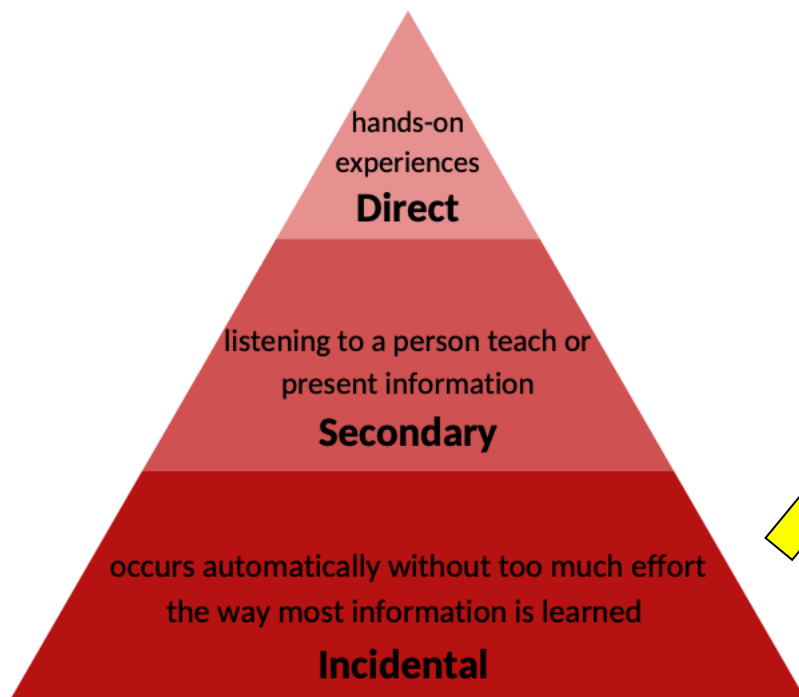 hands-on
experiences
Direct
listening to a person teach or
present information
Secondary
occurs automatically without too much effort
the way most information is learned
Incidental